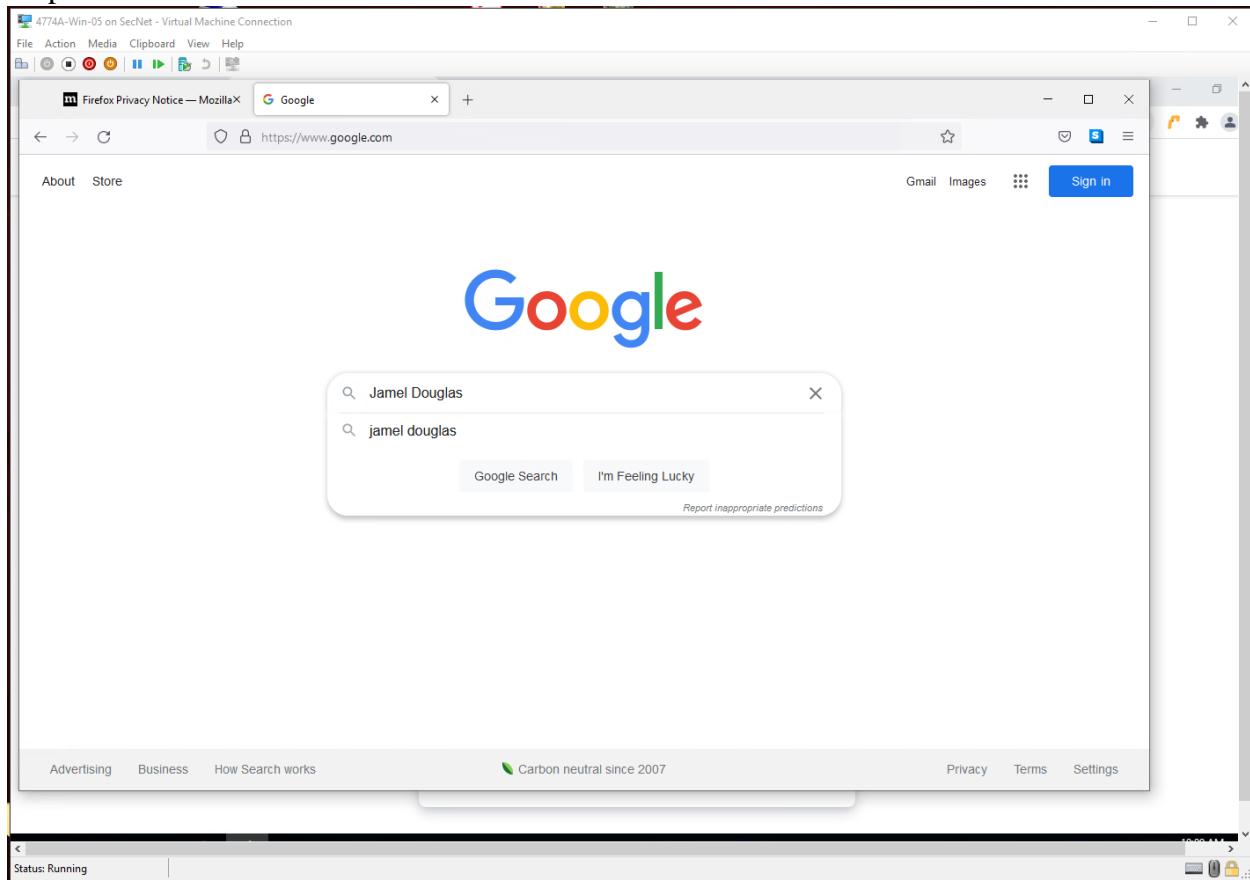 4774A-Win-05 on SecNet - Virtual Machine Connection
File Action Media Clipboard View Help
Firefox Privacy Notice — Mozilla
Google
https://www.google.com
About Store
Gmail Images
Sign in
Google
Jamel Douglas
jamel douglas
Google Search I'm Feeling Lucky
Report inappropriate predictions
Advertising Business How Search works
Carbon neutral since 2007
Privacy Terms Settings
Status: Running